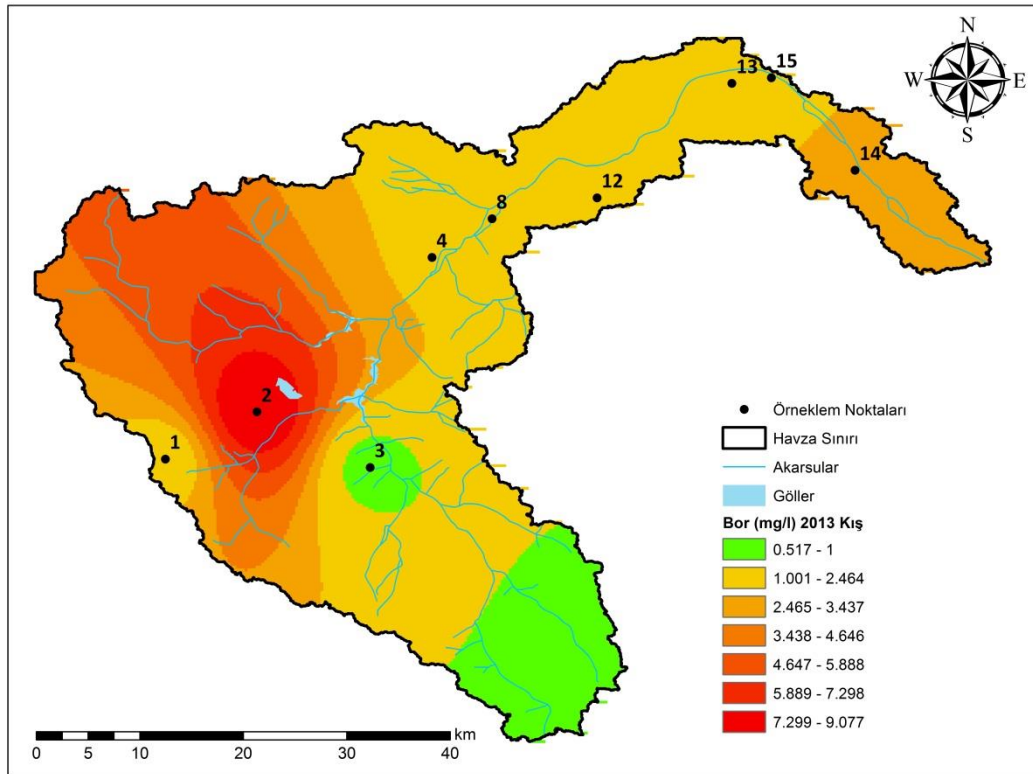 N
W E
S
13
15
14
12
8
4
2
1
3
Örneklem Noktaları
Havza Sınırı
Akarsular
Göller
Bor (mg/l) 2013 Kış
0.517 - 1
1.001 - 2.464
2.465 - 3.437
3.438 - 4.646
4.647 - 5.888
5.889 - 7.298
7.299 - 9.077
km
0 10 20 30 40